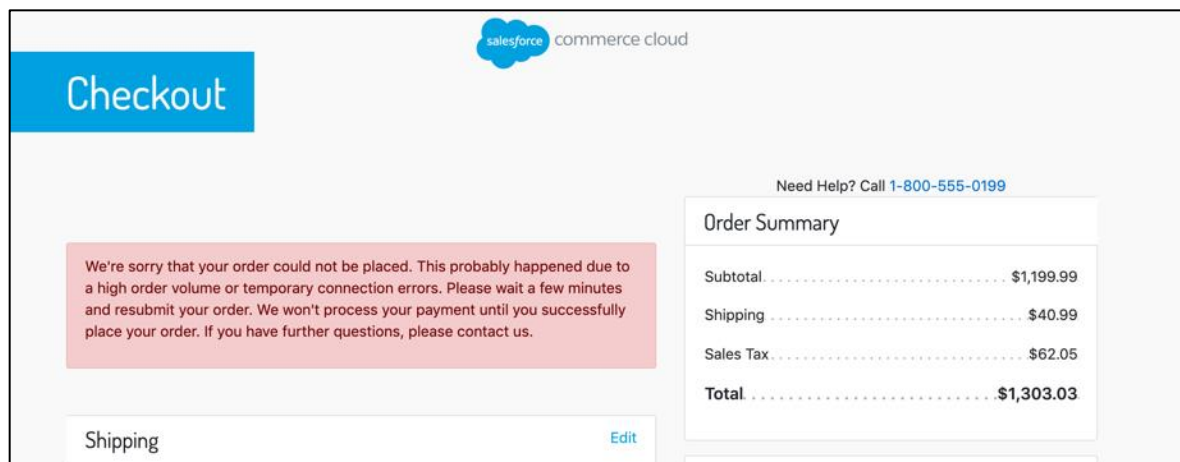 salesforce commerce cloud
Checkout
Need Help? Call 1-800-555-0199
We're sorry that your order could not be placed. This probably happened due to
a high order volume or temporary connection errors. Please wait a few minutes
and resubmit your order. We won't process your payment until you successfully
place your order. If you have further questions, please contact us.
Shipping Edit
Order Summary
Subtotal $1,199.99
Shipping $40.99
Sales Tax $62.05
Total $1,303.03